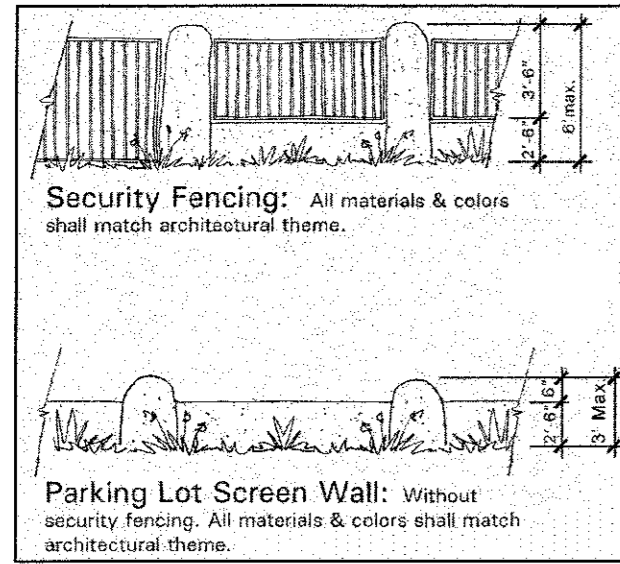 3'-6"
2'-6"
6' max.
Security Fencing: All materials & colors
shall match architectural theme.
6"
2'-6"
3' Max.
Parking Lot Screen Wall: Without
security fencing. All materials & colors shall match
architectural theme.